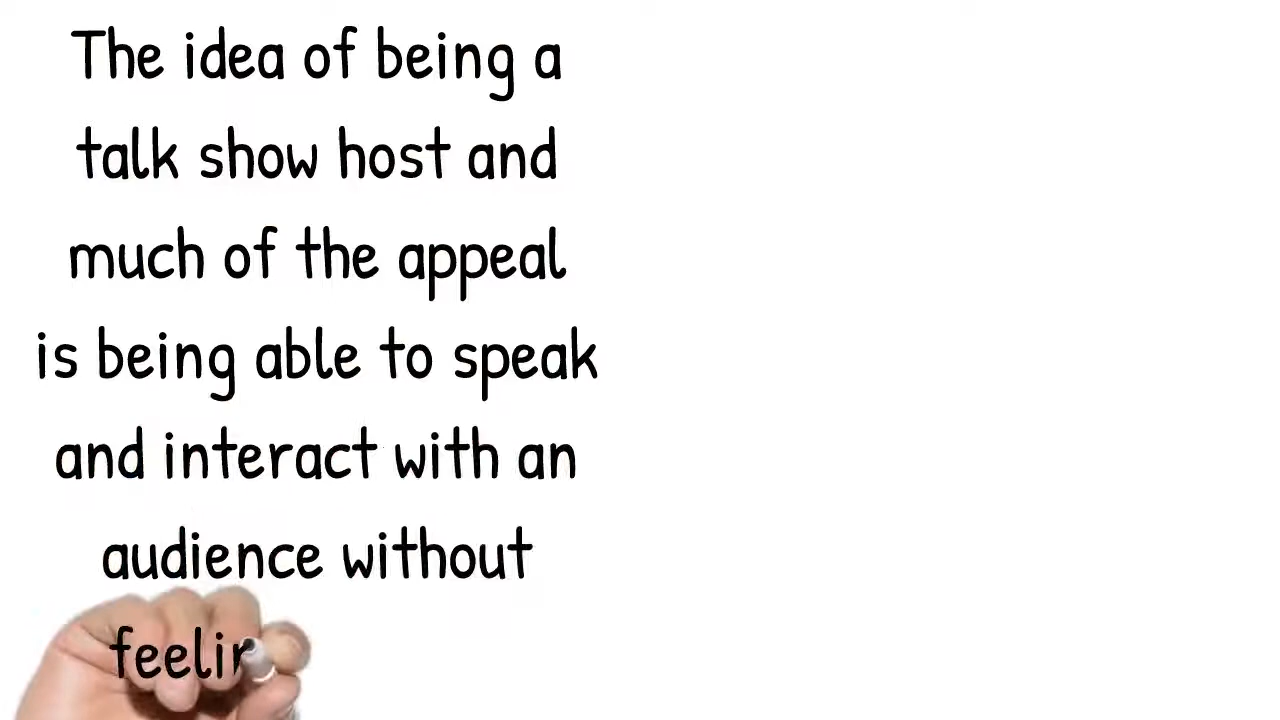 The idea of being a
talk show host and
much of the appeal
is being able to speak
and interact with an
audience without
feelin